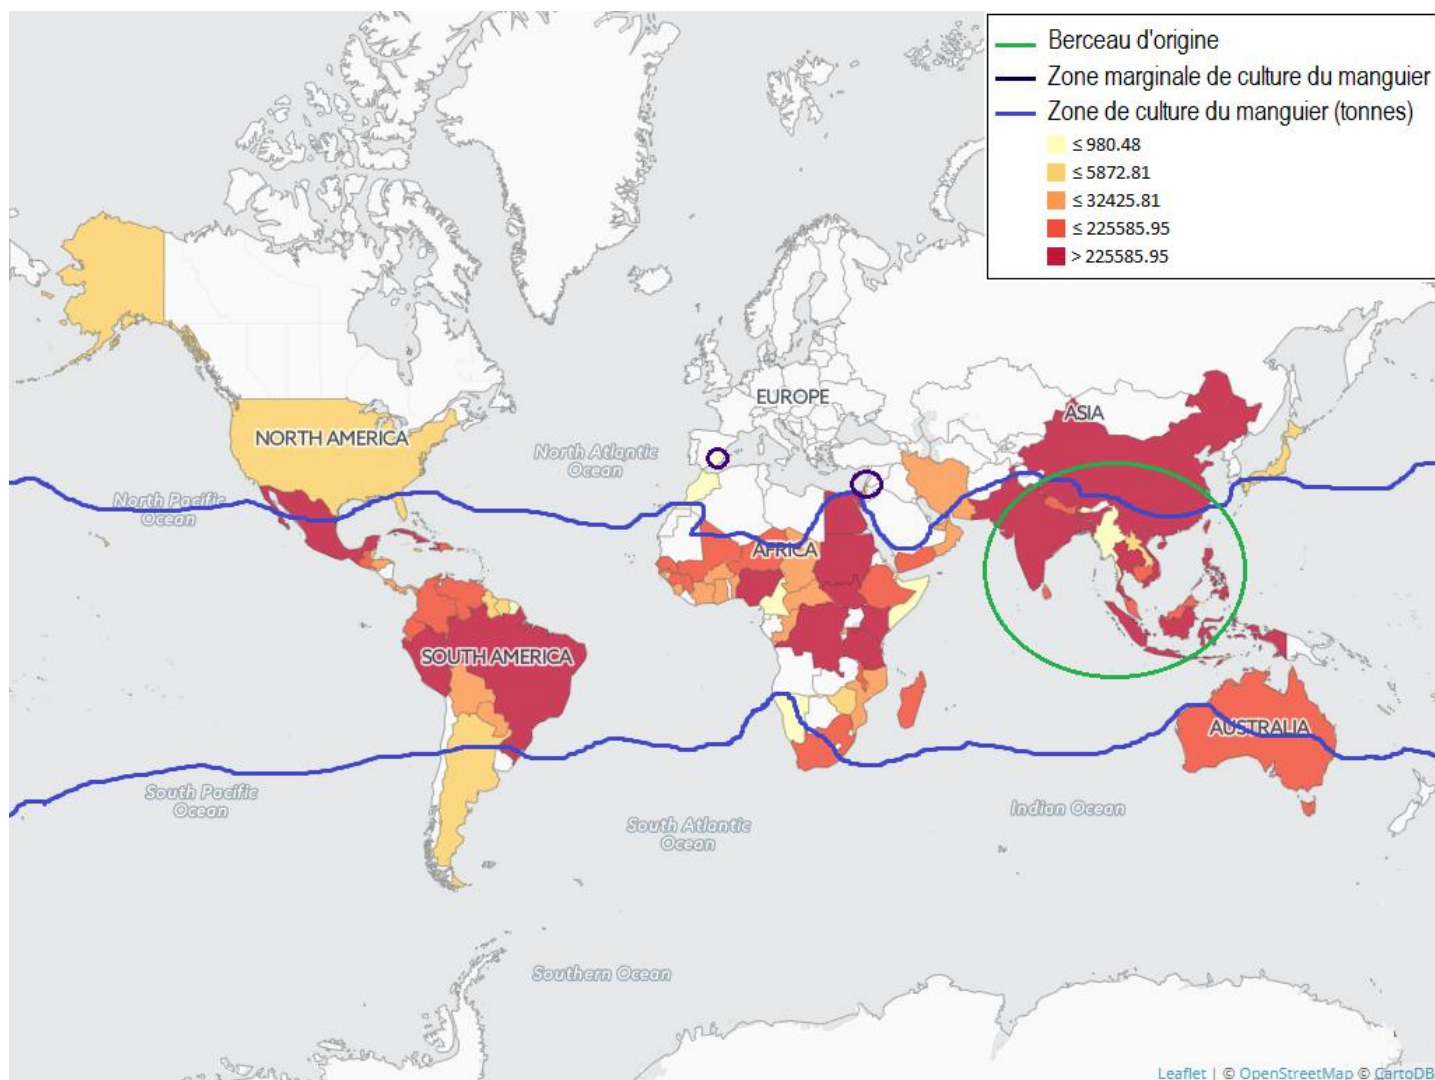 Berceau d'origine
Zone marginale de culture du manguier
Zone de culture du manguier (tonnes)
≤ 980.48
≤ 5872.81
≤ 32425.81
≤ 225585.95
> 225585.95
EUROPE
ASIA
NORTH AMERICA
North Atlantic
Ocean
North Pacific
Ocean
AFRICA
SOUTH AMERICA
AUSTRALIA
South Pacific
Ocean
Indian Ocean
South Atlantic
Ocean
Southern Ocean
Leaflet | © OpenStreetMap © CartoDB